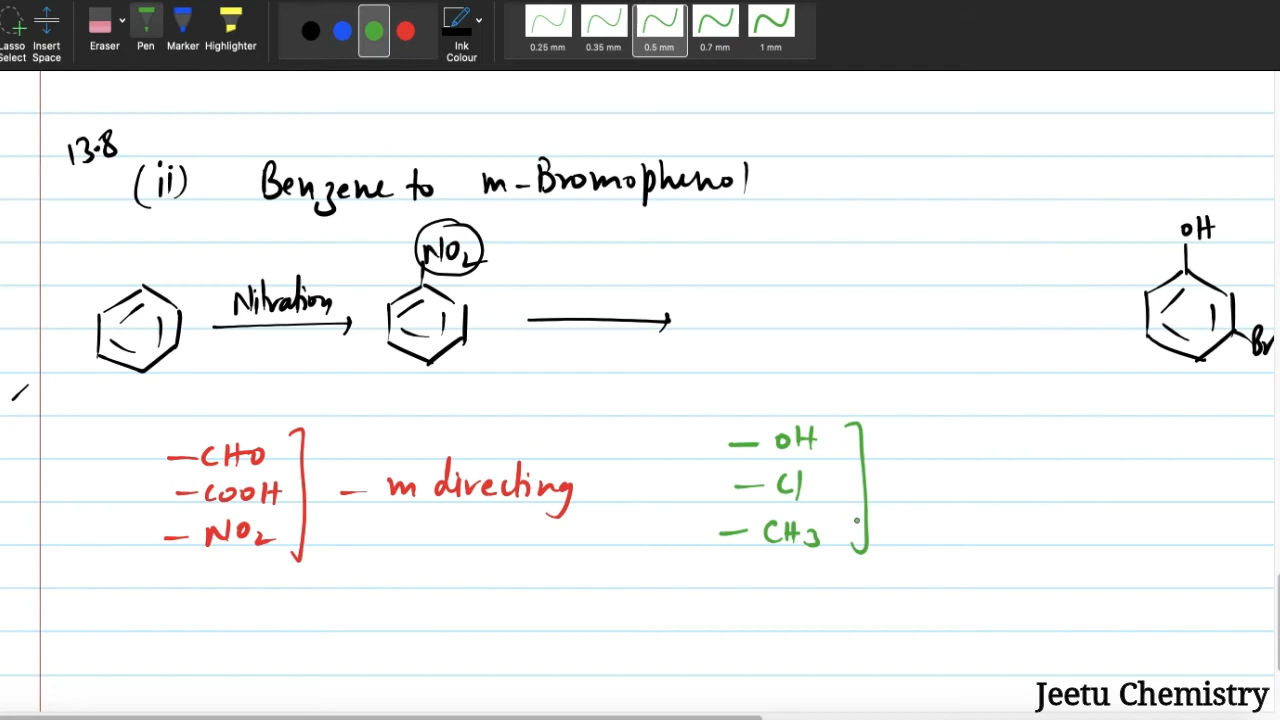 Lasso Select
Insert Space
Eraser
Pen
Marker
Highlighter
Ink Colour
0.25 mm
0.35 mm
0.5 mm
0.7 mm
1 mm
13.8
(ii) Benzene to m-Bromophenol
NO2
OH
Nitration
Br
-CHO
-COOH
-NO2
- m directing
- OH
- Cl
- CH3
Jeetu Chemistry